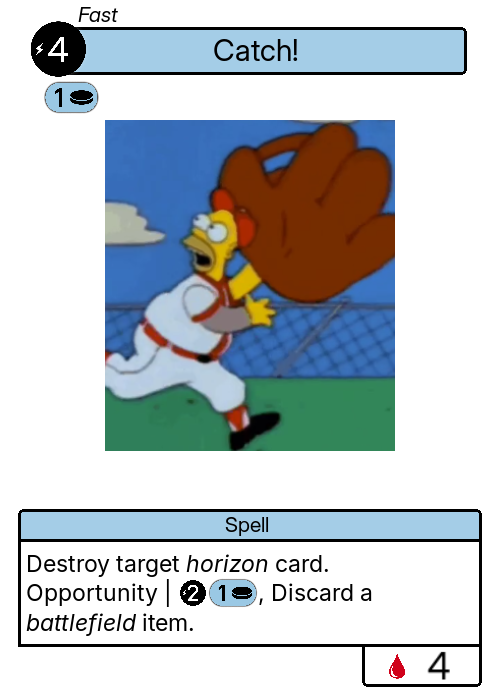 Fast
4 Catch!
1
Spell
Destroy target horizon card.
Opportunity | 2 1 , Discard a
battlefield item.
4